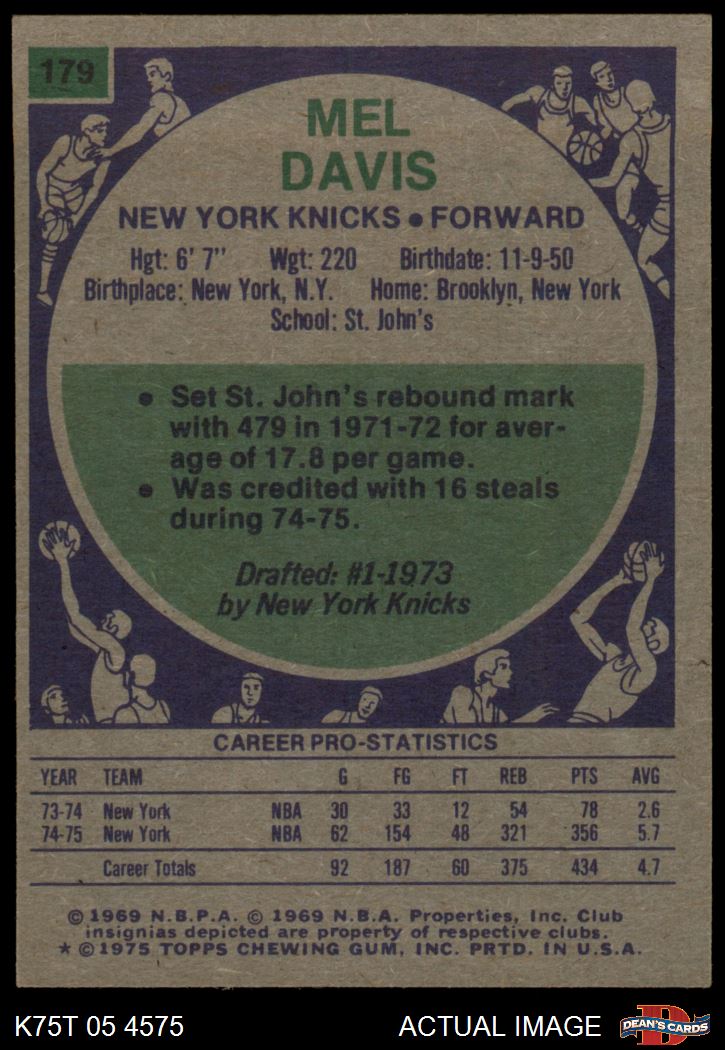 179
MEL
DAVIS
NEW YORK KNICKS • FORWARD
Hgt: 6' 7" Wgt: 220 Birthdate: 11-9-50
Birthplace: New York, N.Y. Home: Brooklyn, New York
School: St. John's
• Set St. John's rebound mark
with 479 in 1971-72 for aver-
age of 17.8 per game.
• Was credited with 16 steals
during 74-75.
Drafted: #1-1973
by New York Knicks
CAREER PRO-STATISTICS
YEAR TEAM G FG FT REB PTS AVG
73-74 New York NBA 30 33 12 54 78 2.6
74-75 New York NBA 62 154 48 321 356 5.7
Career Totals 92 187 60 375 434 4.7
© 1969 N.B.P.A. © 1969 N.B.A. Properties, Inc. Club
insignias depicted are property of respective clubs.
* © 1975 TOPPS CHEWING GUM, INC. PRTD. IN U.S.A.
K75T 05 4575
ACTUAL IMAGE
D
DEAN'S CARDS